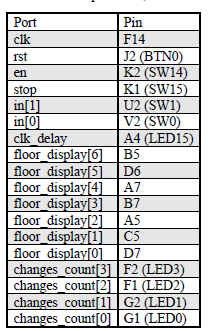 Port Pin
clk F14
rst J2 (BTN0)
en K2 (SW14)
stop K1 (SW15)
in[1] U2 (SW1)
in[0] V2 (SW0)
clk_delay A4 (LED15)
floor_display[6] B5
floor_display[5] D6
floor_display[4] A7
floor_display[3] B7
floor_display[2] A5
floor_display[1] C5
floor_display[0] D7
changes_count[3] F2 (LED3)
changes_count[2] F1 (LED2)
changes_count[1] G2 (LED1)
changes_count[0] G1 (LED0)